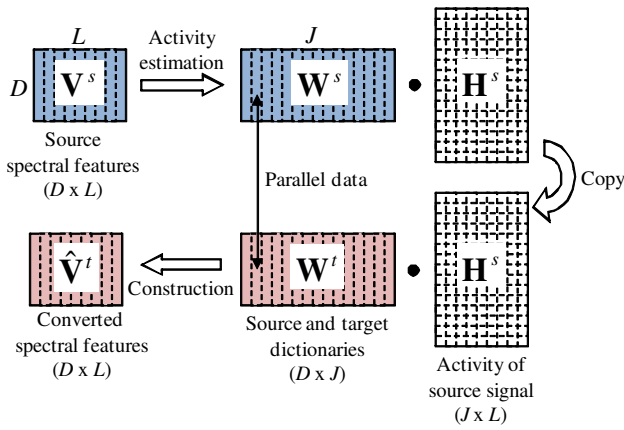 L
Activity
estimation
J
D
V^s
W^s
H^s
Source
spectral features
(D x L)
Parallel data
Copy
V̂^t
Construction
W^t
H^s
Converted
spectral features
(D x L)
Source and target
dictionaries
(D x J)
Activity of
source signal
(J x L)